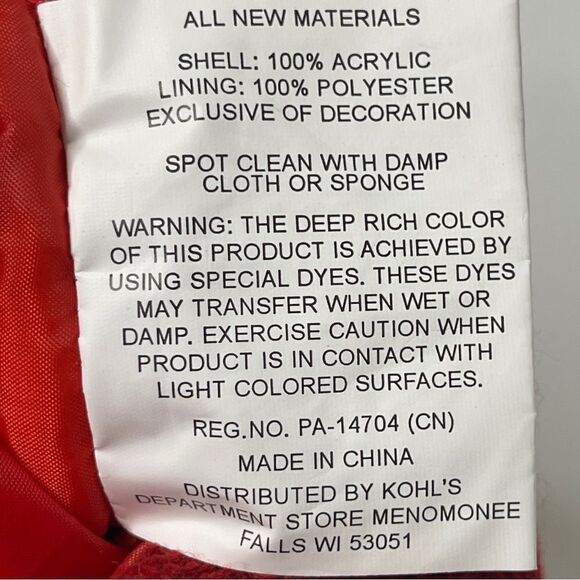 ALL NEW MATERIALS
SHELL: 100% ACRYLIC
LINING: 100% POLYESTER
EXCLUSIVE OF DECORATION
SPOT CLEAN WITH DAMP
CLOTH OR SPONGE
WARNING: THE DEEP RICH COLOR
OF THIS PRODUCT IS ACHIEVED BY
USING SPECIAL DYES. THESE DYES
MAY TRANSFER WHEN WET OR
DAMP. EXERCISE CAUTION WHEN
PRODUCT IS IN CONTACT WITH
LIGHT COLORED SURFACES.
REG.NO. PA-14704 (CN)
MADE IN CHINA
DISTRIBUTED BY KOHL'S
DEPARTMENT STORE MENOMONEE
FALLS WI 53051